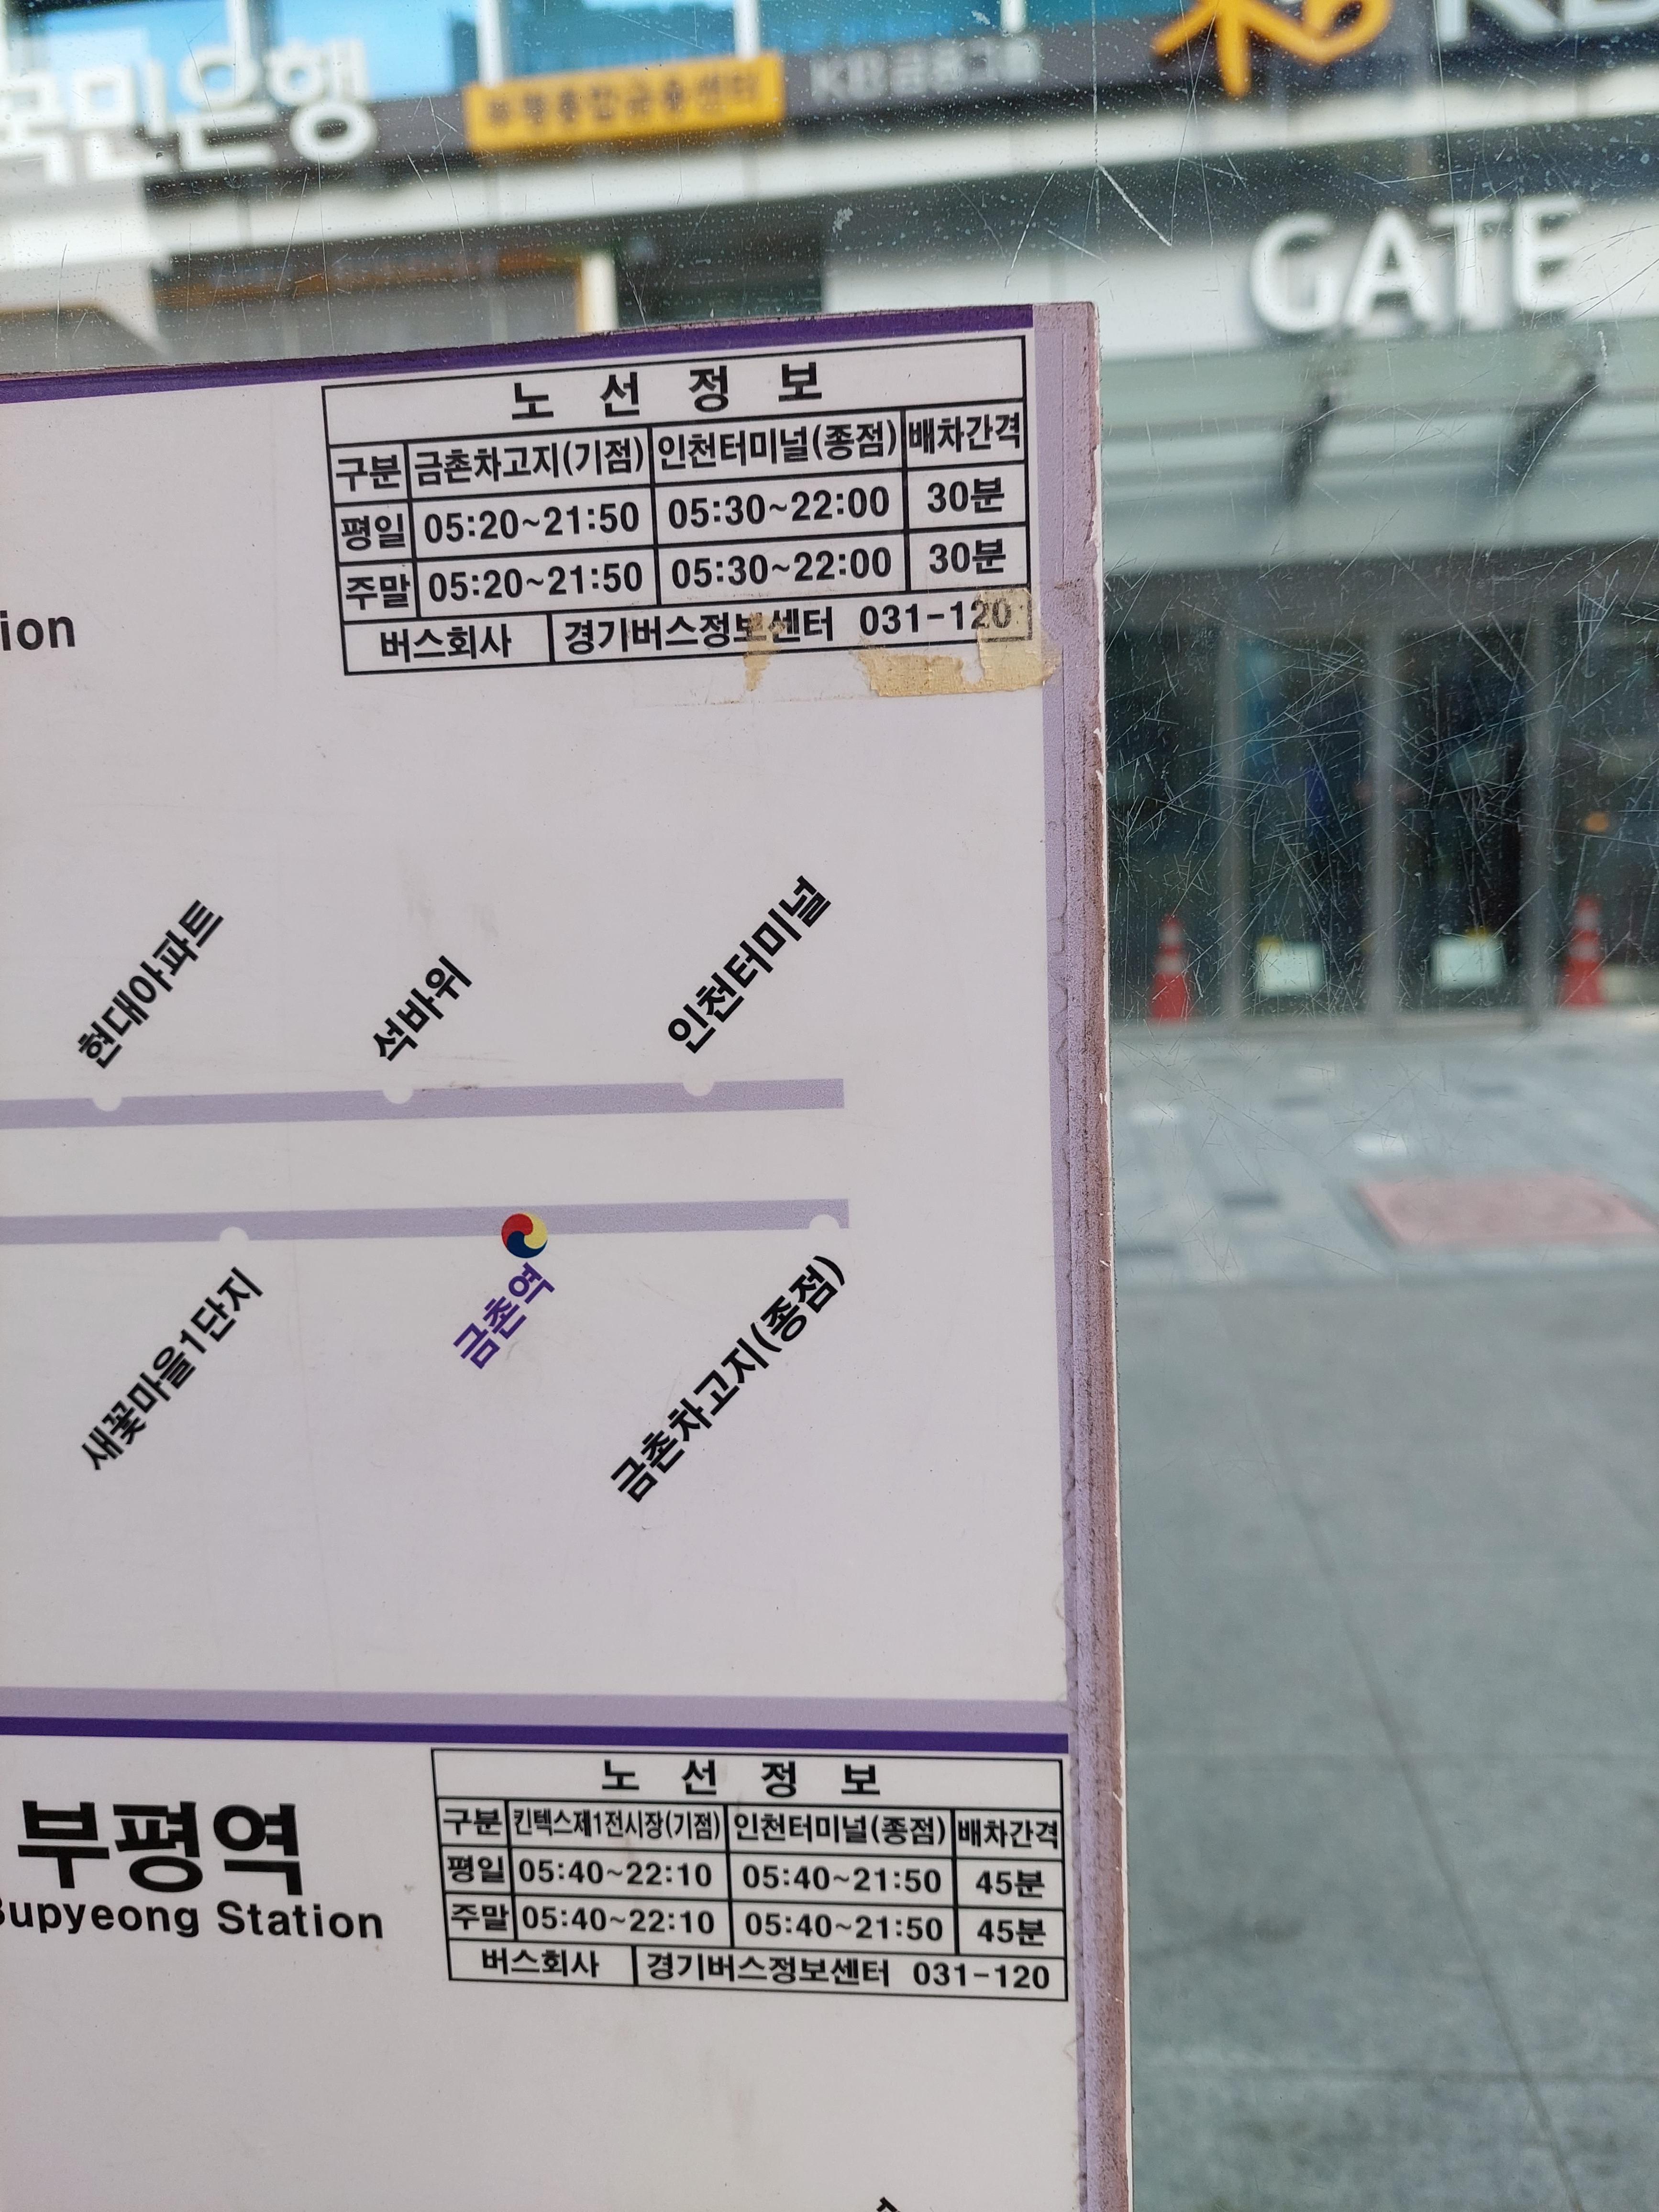 국민은행
부평종합금융센터
KB금융그룹
KB
GATE
노 선 정 보
구분 금촌차고지(기점) 인천터미널(종점) 배차간격
평일 05:20~21:50 05:30~22:00 30분
주말 05:20~21:50 05:30~22:00 30분
버스회사 경기버스정보센터 031-120
ion
현대아파트
석바위
인천터미널
새꽃마을1단지
금촌역
금촌차고지(종점)
부평역
Bupyeong Station
노 선 정 보
구분 킨텍스제1전시장(기점) 인천터미널(종점) 배차간격
평일 05:40~22:10 05:40~21:50 45분
주말 05:40~22:10 05:40~21:50 45분
버스회사 경기버스정보센터 031-120